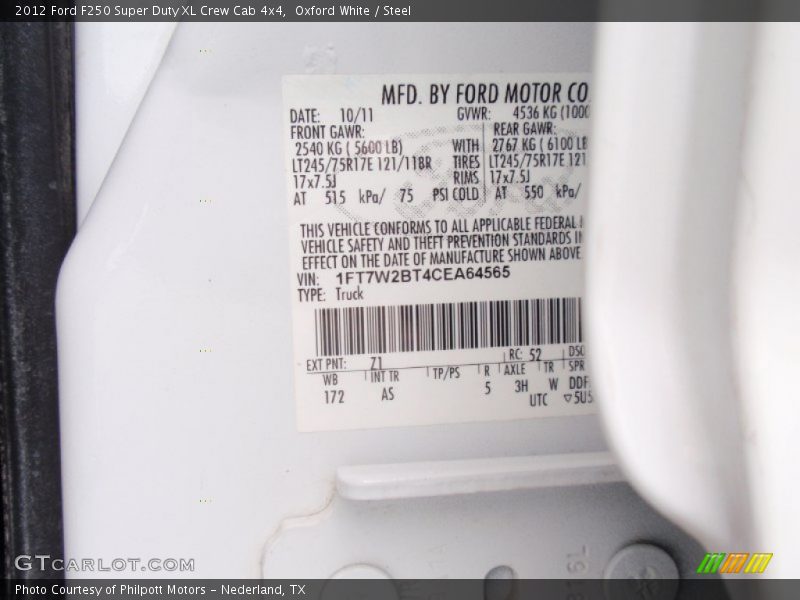 2012 Ford F250 Super Duty XL Crew Cab 4x4, Oxford White / Steel
MFD. BY FORD MOTOR CO.
DATE: 10/11 GVWR: 4536 KG (1000
FRONT GAWR: REAR GAWR:
2540 KG ( 5600 LB) WITH 2767 KG ( 6100 LB
LT245/75R17E 121/118R TIRES LT245/75R17E 121
17x7.5J RIMS 17x7.5J
AT 515 kPa/ 75 PSI COLD AT 550 kPa/
THIS VEHICLE CONFORMS TO ALL APPLICABLE FEDERAL
VEHICLE SAFETY AND THEFT PREVENTION STANDARDS IN
EFFECT ON THE DATE OF MANUFACTURE SHOWN ABOVE
VIN: 1FT7W2BT4CEA64565
TYPE: Truck
EXT PNT: Z1 RC: 52 DSO
WB INT TR TP/PS R AXLE TR SPR
172 AS 5 3H W DDF
UTC ▽5U5
GTCARLOT.COM
Photo Courtesy of Philpott Motors - Nederland, TX